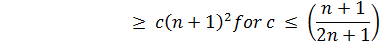 ≥ c(n + 1)² for c ≤ ((n + 1)/(2n + 1))